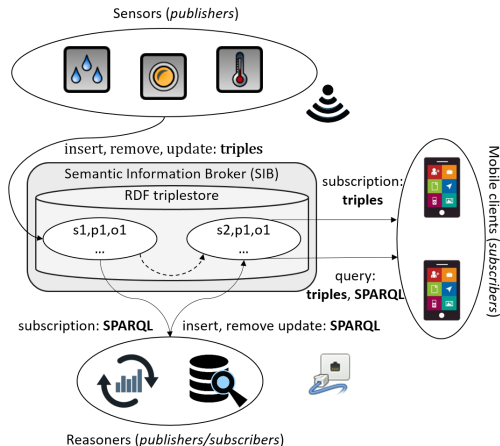 Sensors (publishers)
insert, remove, update: triples
Semantic Information Broker (SIB)
RDF triplestore
s1,p1,o1
...
s2,p1,o1
...
subscription:
triples
query:
triples, SPARQL
Mobile clients (subscribers)
subscription: SPARQL
insert, remove update: SPARQL
Reasoners (publishers/subscribers)